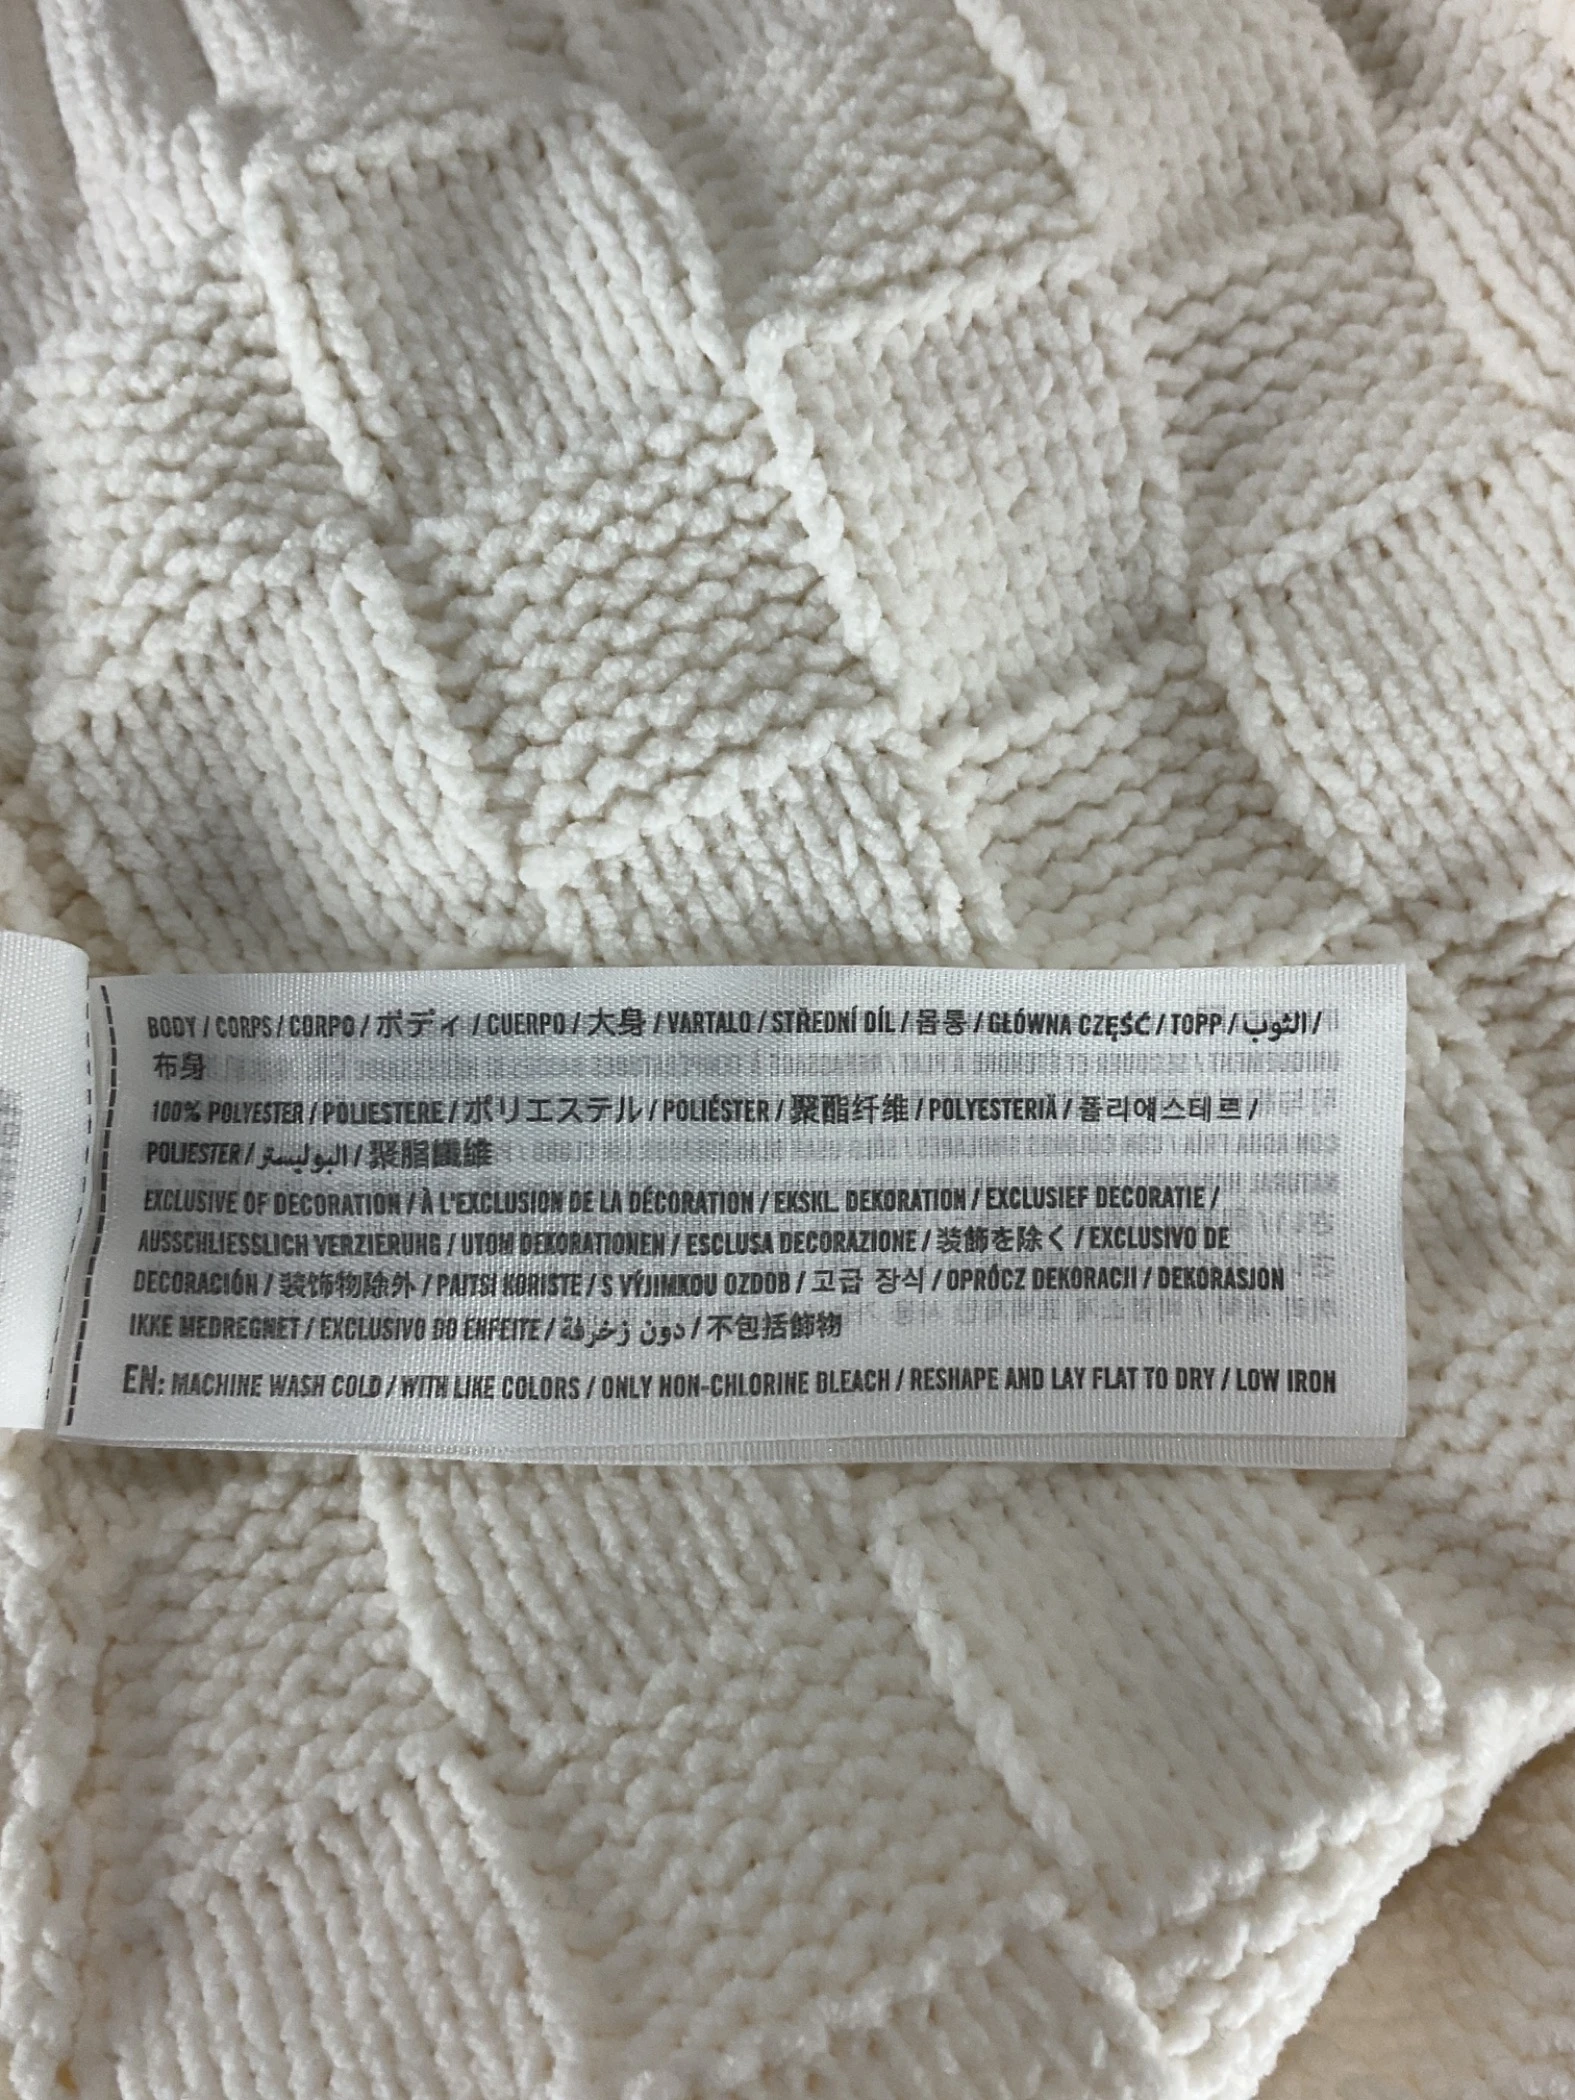 BODY / CORPS / CORPO / ボディ / CUERPO / 大身 / VARTALO / STŘEDNÍ DÍL / 몸통 / GŁÓWNA CZĘŚĆ / TOPP / الثوب /
布身
100% POLYESTER / POLIESTERE / ポリエステル / POLIÉSTER / 聚酯纤维 / POLYESTERIÄ / 폴리에스테르 /
POLIESTER / البوليستر / 聚脂纖維
EXCLUSIVE OF DECORATION / À L'EXCLUSION DE LA DÉCORATION / EKSKL. DEKORATION / EXCLUSIEF DECORATIE /
AUSSCHLIESSLICH VERZIERUNG / UTOM DEKORATIONEN / ESCLUSA DECORAZIONE / 装飾を除く / EXCLUSIVO DE
DECORACIÓN / 装饰物除外 / PAITSI KORISTE / S VÝJIMKOU OZDOB / 고급 장식 / OPRÓCZ DEKORACJI / DEKORASJON
IKKE MEDREGNET / EXCLUSIVO DO ENFEITE / دون زخرفة / 不包括飾物
EN: MACHINE WASH COLD / WITH LIKE COLORS / ONLY NON-CHLORINE BLEACH / RESHAPE AND LAY FLAT TO DRY / LOW IRON